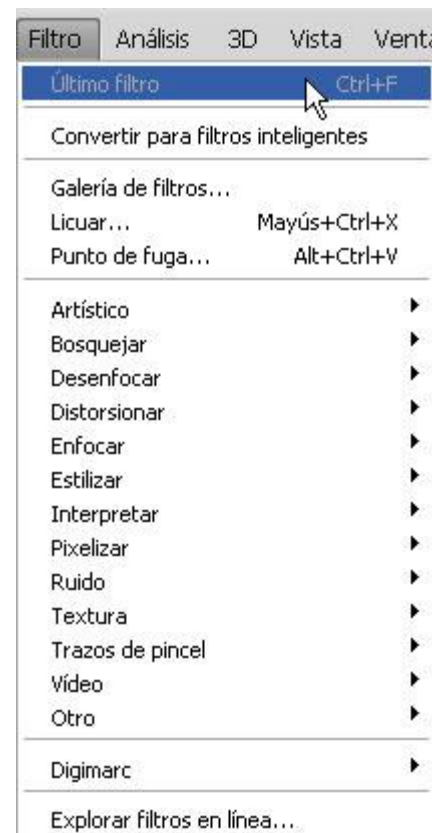 Filtro Análisis 3D Vista Venta
Último filtro Ctrl+F
Convertir para filtros inteligentes
Galería de filtros...
Licuar... Mayús+Ctrl+X
Punto de fuga... Alt+Ctrl+V
Artístico
Bosquejar
Desenfocar
Distorsionar
Enfocar
Estilizar
Interpretar
Pixelizar
Ruido
Textura
Trazos de pincel
Vídeo
Otro
Digimarc
Explorar filtros en línea...